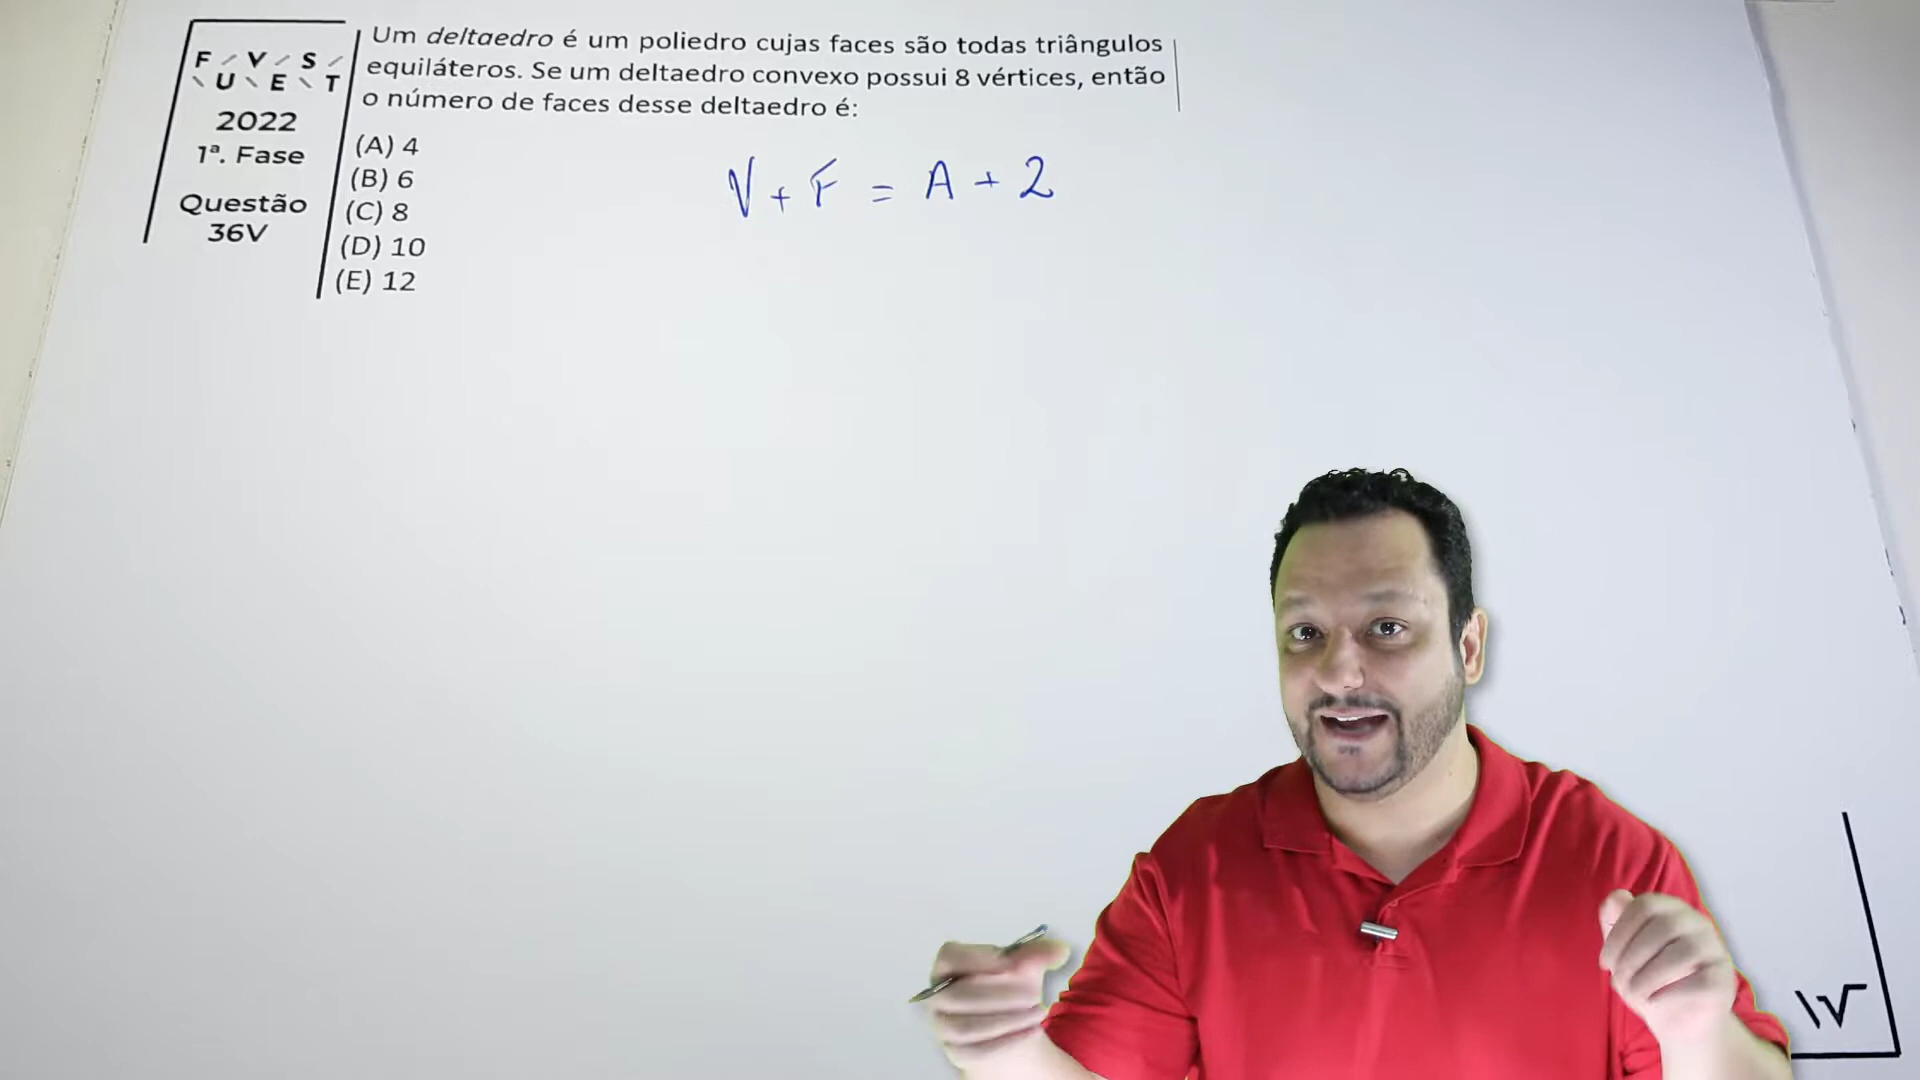 F V S
U E T
2022
1ª. Fase
Questão
36V
Um deltaedro é um poliedro cujas faces são todas triângulos
equiláteros. Se um deltaedro convexo possui 8 vértices, então
o número de faces desse deltaedro é:
(A) 4
(B) 6
(C) 8
(D) 10
(E) 12
V + F = A + 2